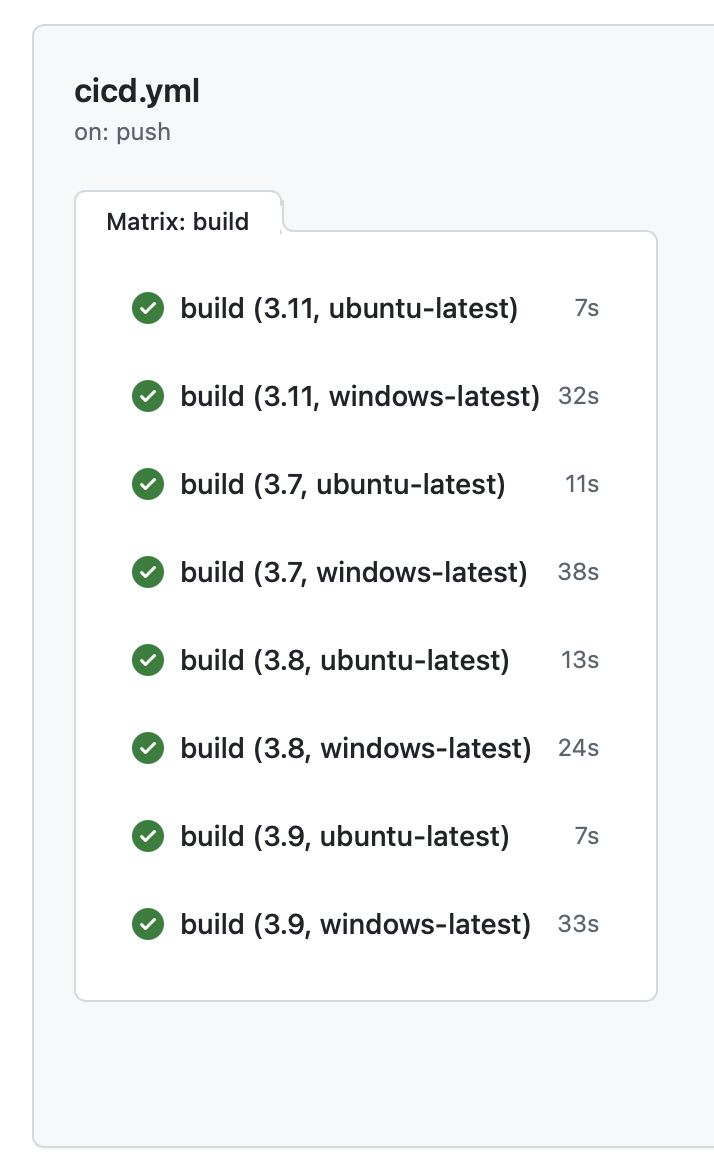 cicd.yml
on: push
Matrix: build
build (3.11, ubuntu-latest) 7s
build (3.11, windows-latest) 32s
build (3.7, ubuntu-latest) 11s
build (3.7, windows-latest) 38s
build (3.8, ubuntu-latest) 13s
build (3.8, windows-latest) 24s
build (3.9, ubuntu-latest) 7s
build (3.9, windows-latest) 33s